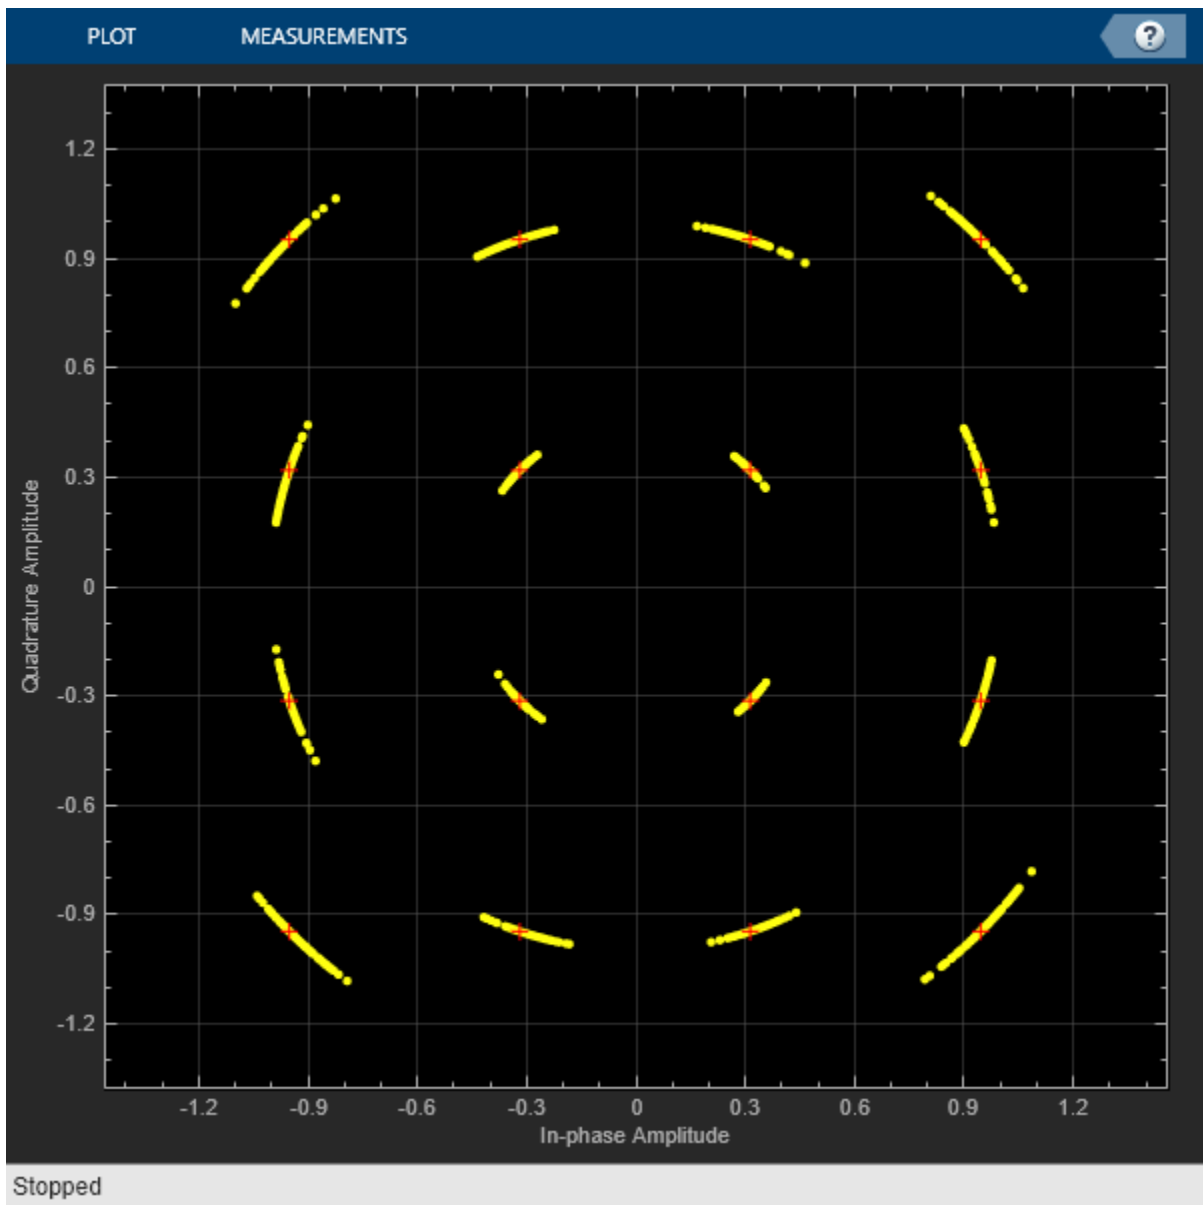 PLOT MEASUREMENTS ?
1.2
0.9
0.6
0.3
0
-0.3
-0.6
-0.9
-1.2
Quadrature Amplitude
-1.2 -0.9 -0.6 -0.3 0 0.3 0.6 0.9 1.2
In-phase Amplitude
Stopped